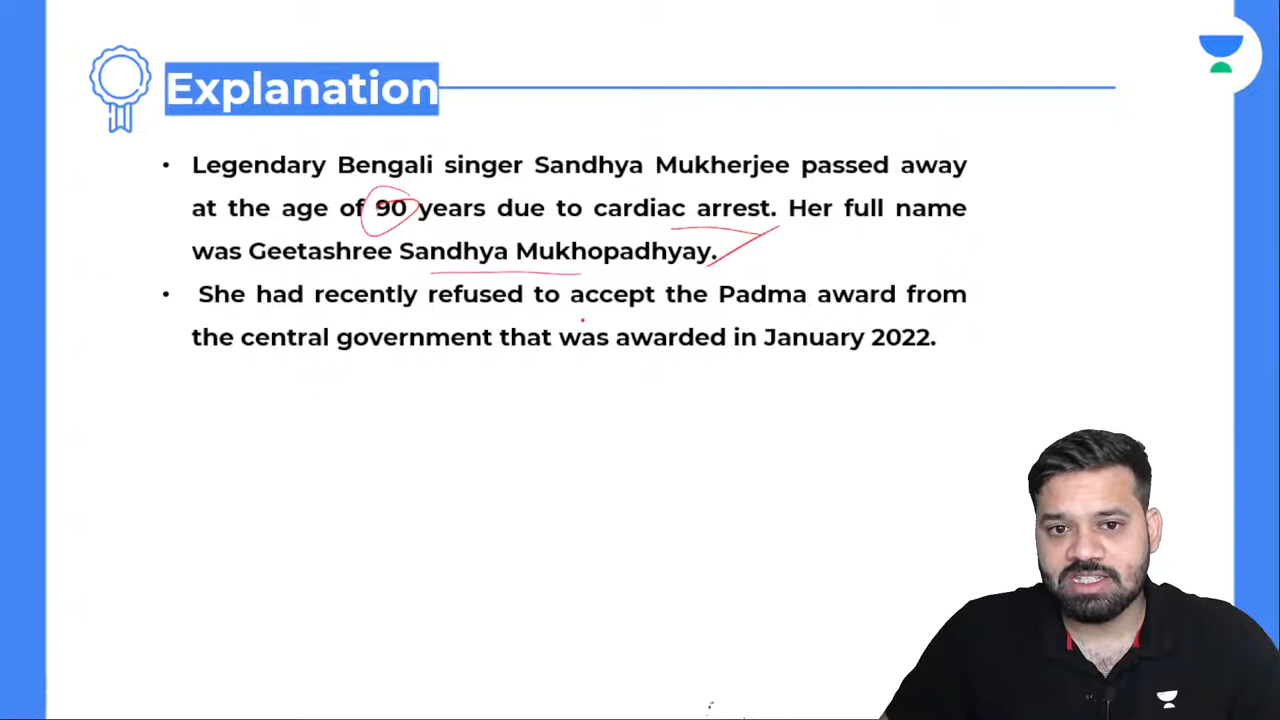 Explanation
• Legendary Bengali singer Sandhya Mukherjee passed away
at the age of 90 years due to cardiac arrest. Her full name
was Geetashree Sandhya Mukhopadhyay.
• She had recently refused to accept the Padma award from
the central government that was awarded in January 2022.